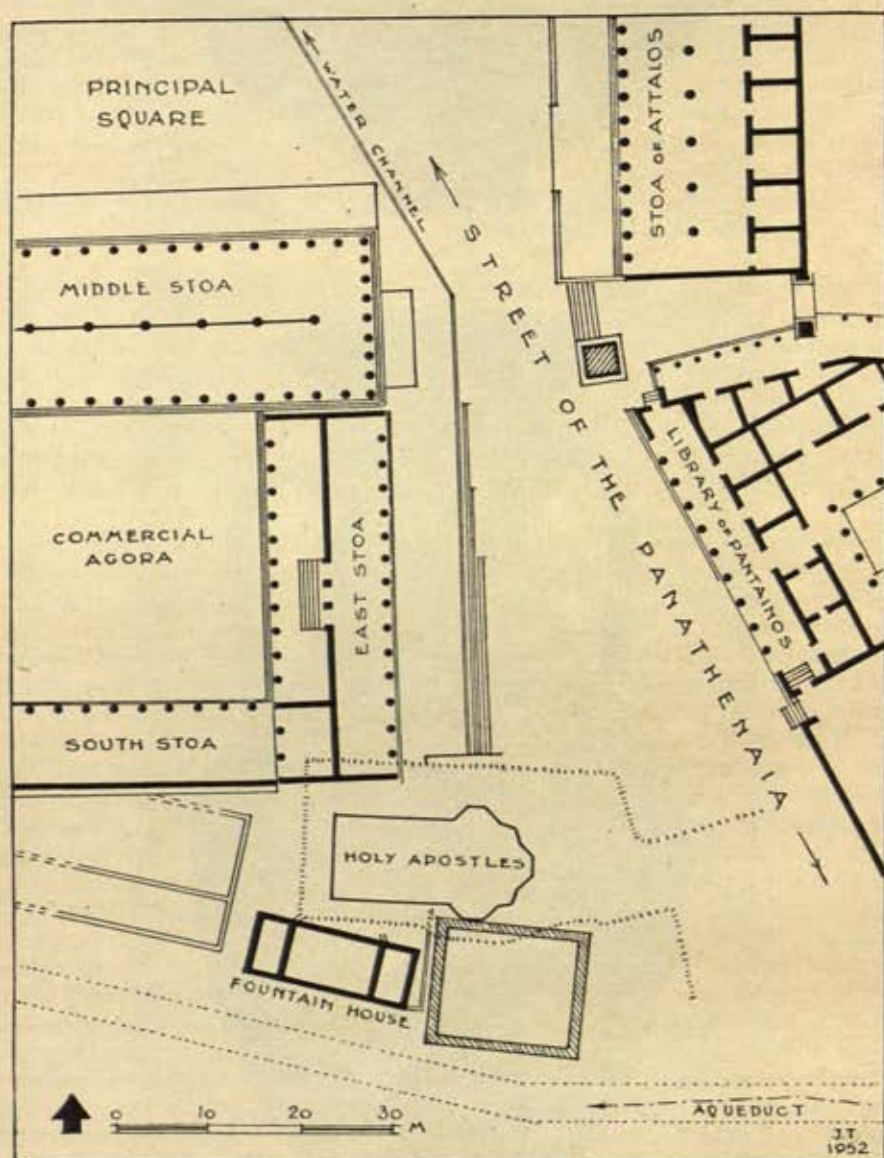 PRINCIPAL
SQUARE
WATER CHANNEL
STOA OF ATTALOS
STREET OF THE PANATHENAIA
MIDDLE STOA
LIBRARY OF PANTAINOS
COMMERCIAL
AGORA
EAST STOA
SOUTH STOA
HOLY APOSTLES
FOUNTAIN HOUSE
AQUEDUCT
0 10 20 30 M
J.T
1952